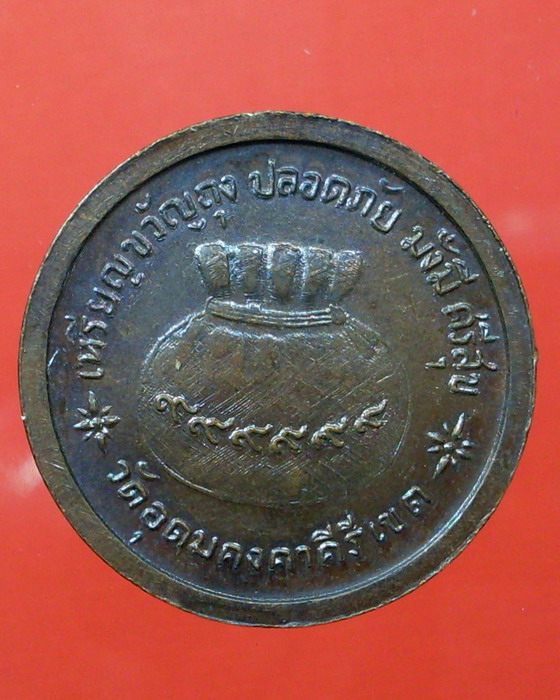 เหรียญขวัญถุง ปลอดภัย มั่งมี ศรีสุข
๙๙๙๙๙๙๙
วัดอุดมคงคาคีรีเขต